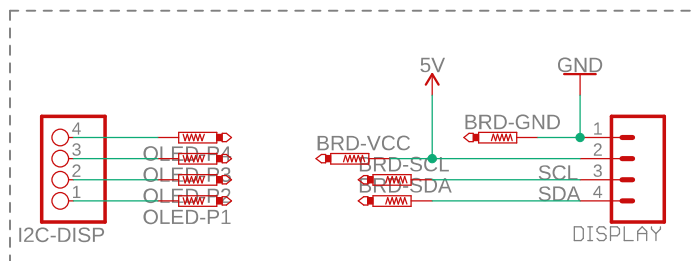 5V
GND
BRD-GND
4
1
BRD-VCC
OLED-P4
3
2
BRD-SCL
OLED-P3
2
SCL
3
BRD-SDA
OLED-P2
1
SDA
4
OLED-P1
I2C-DISP
DISPLAY